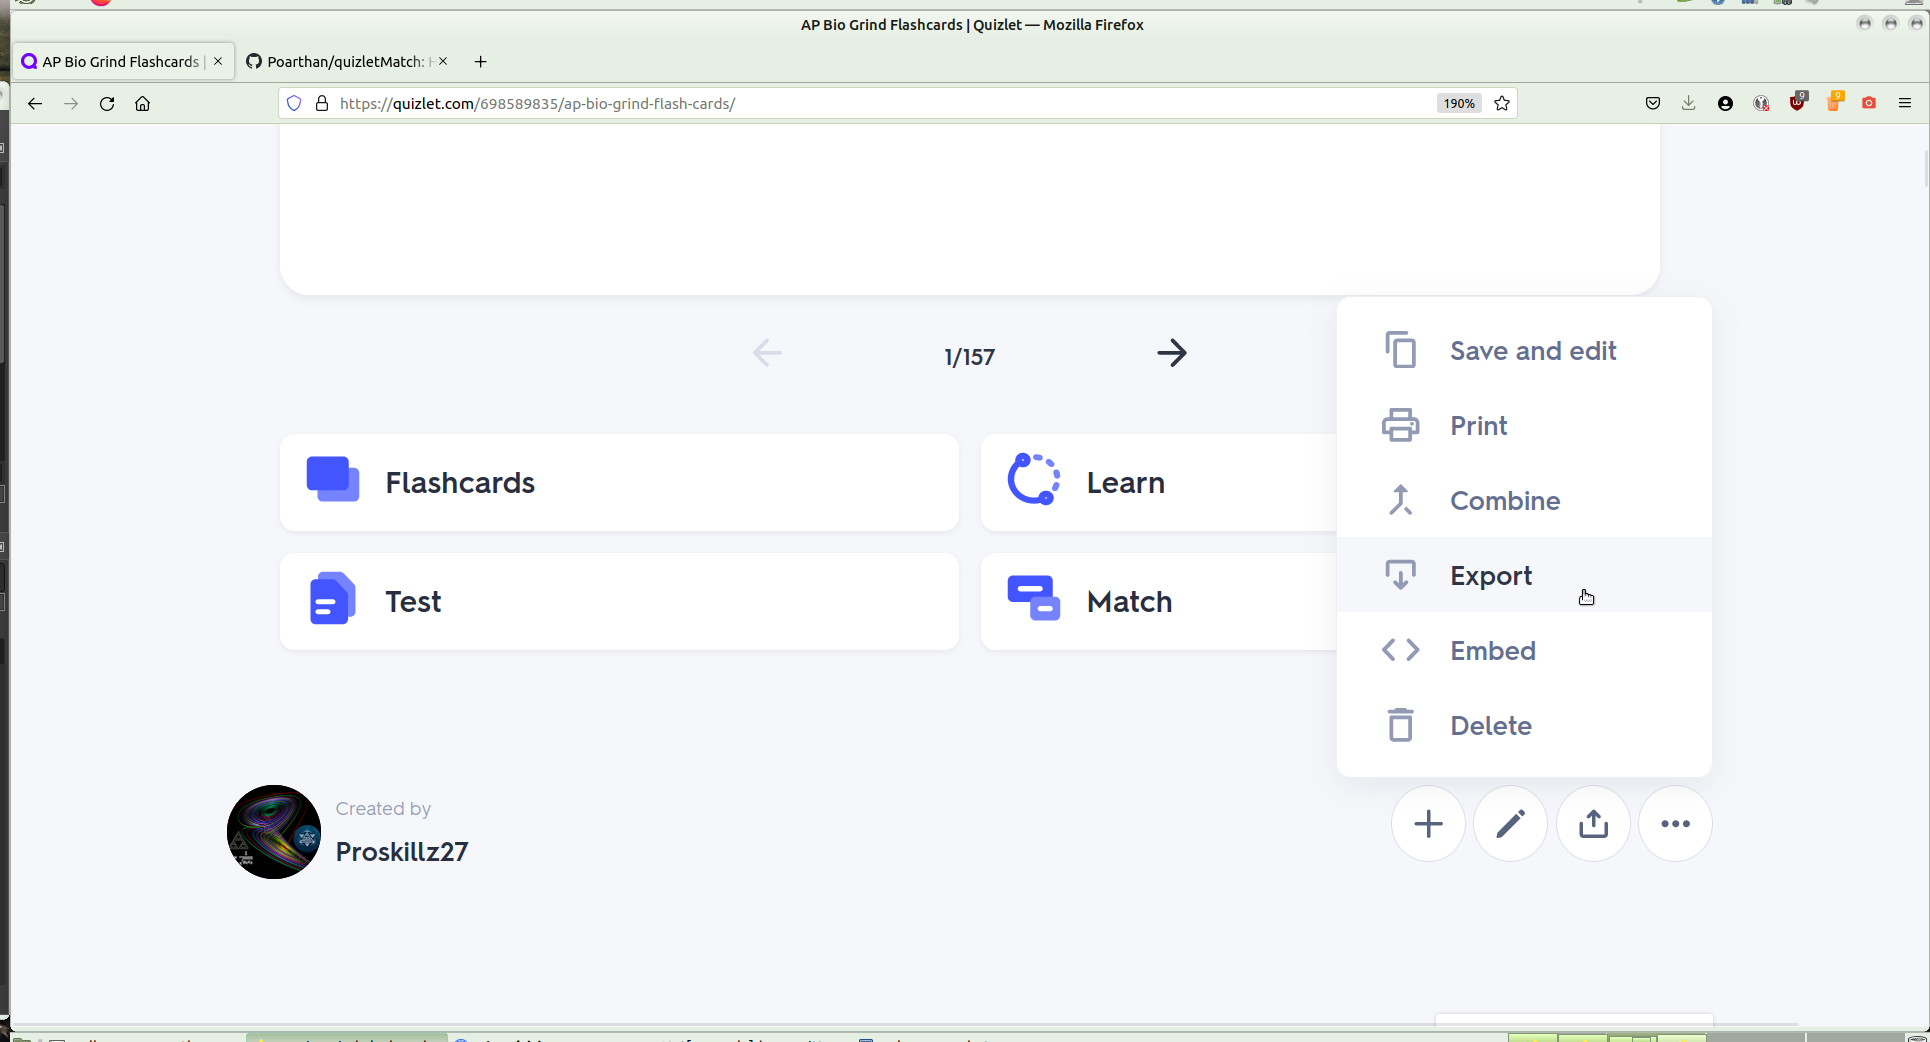 AP Bio Grind Flashcards | Quizlet — Mozilla Firefox
AP Bio Grind Flashcards |
Poarthan/quizletMatch:
https://quizlet.com/698589835/ap-bio-grind-flash-cards/
190%
9
9
1/157
Save and edit
Print
Combine
Export
Embed
Delete
Flashcards
Learn
Test
Match
Created by
Proskillz27